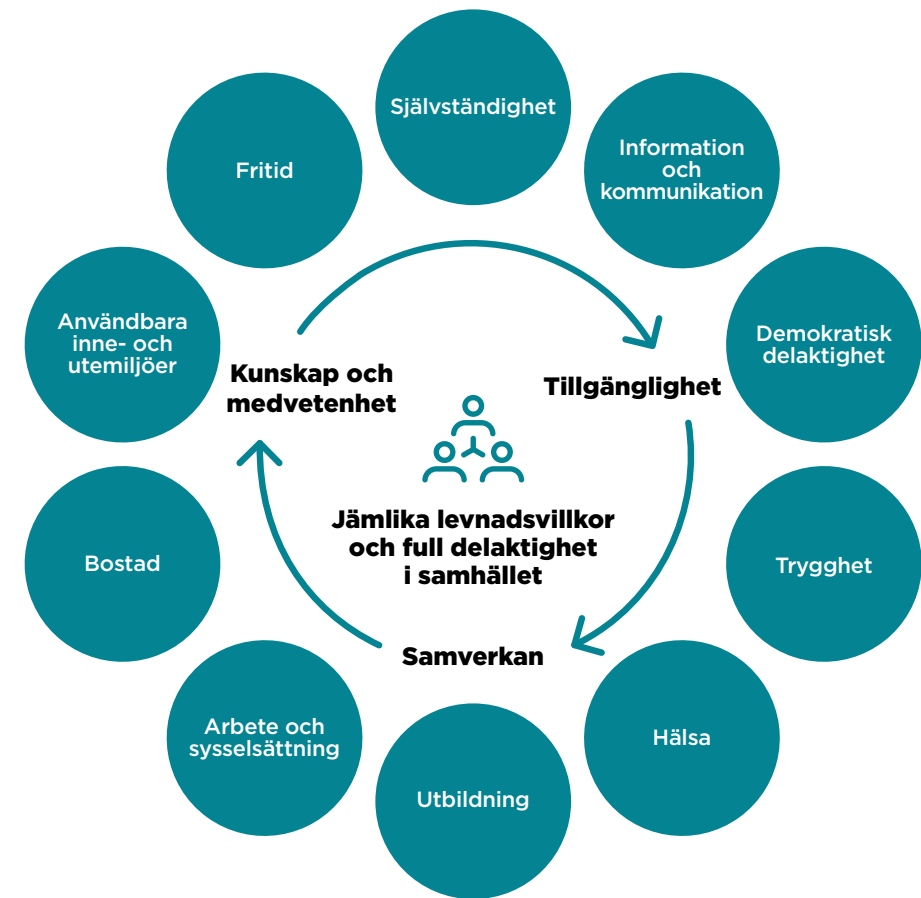 Självständighet
Information
och
kommunikation
Demokratisk
delaktighet
Trygghet
Hälsa
Utbildning
Arbete och
sysselsättning
Bostad
Användbara
inne- och
utemiljöer
Fritid
Kunskap och
medvetenhet
Tillgänglighet
Samverkan
Jämlika levnadsvillkor
och full delaktighet
i samhället